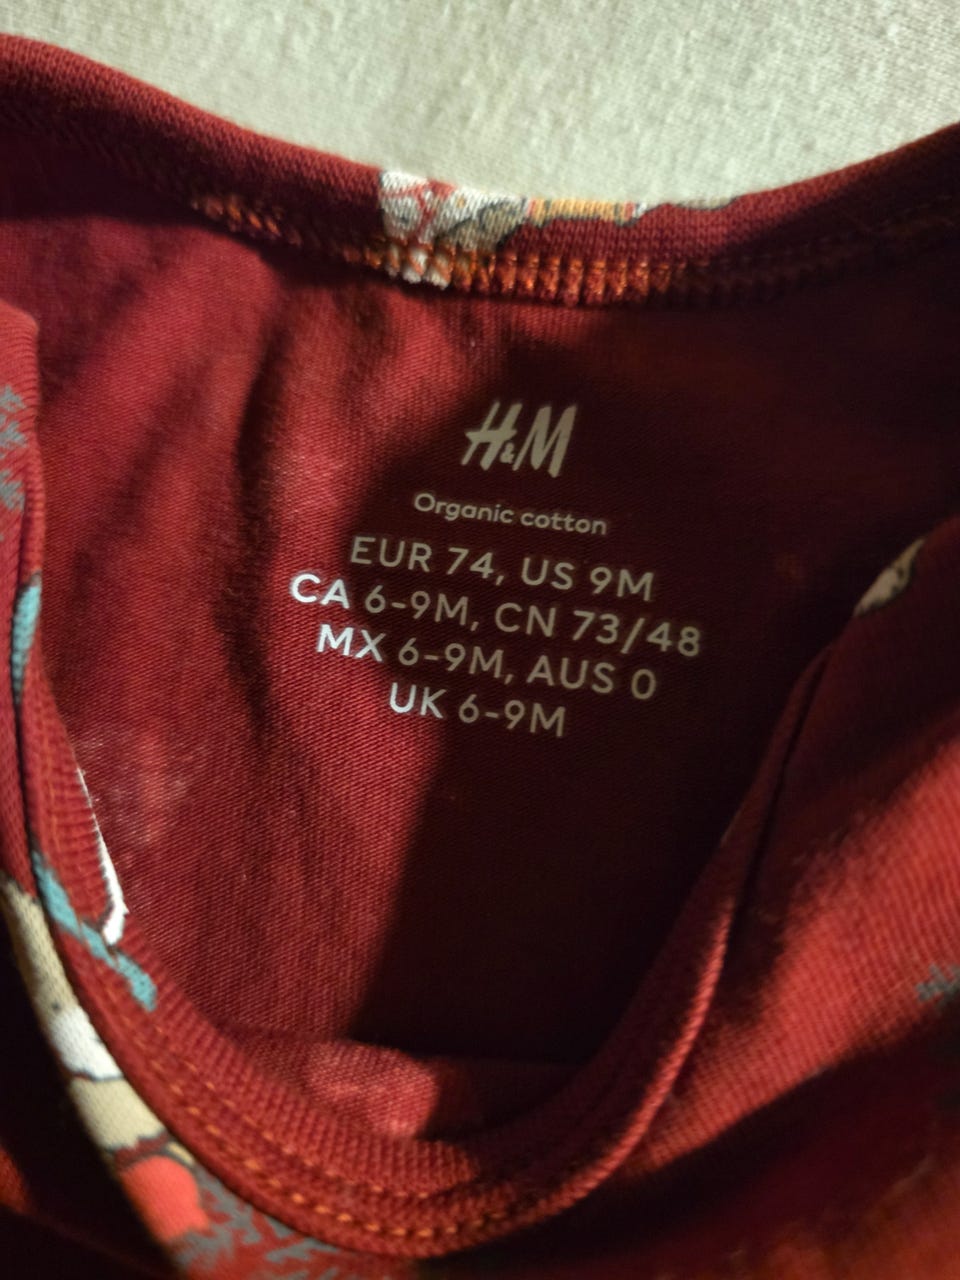 H&M
Organic cotton
EUR 74, US 9M
CA 6-9M, CN 73/48
MX 6-9M, AUS 0
UK 6-9M